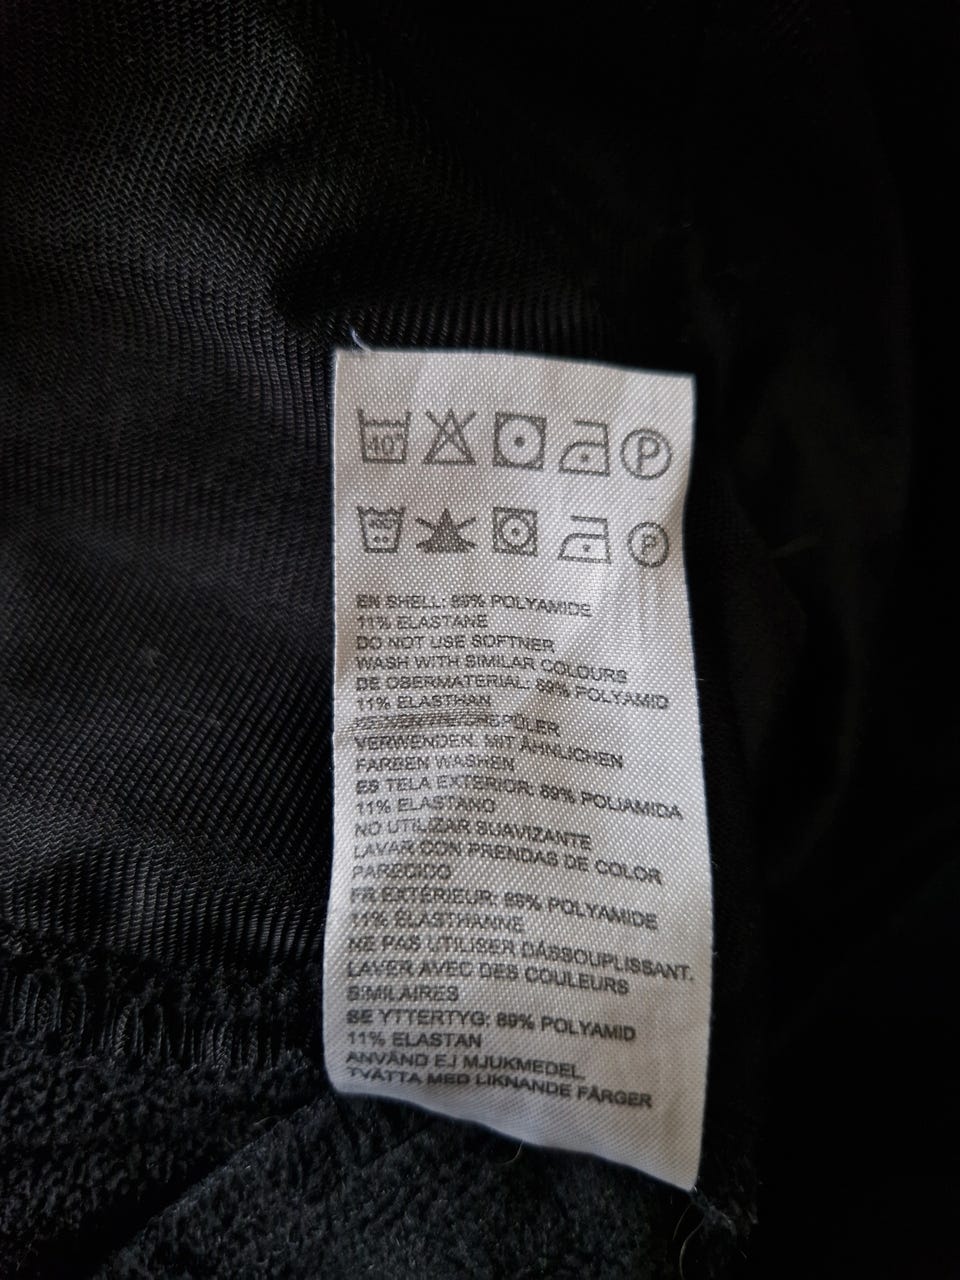 40 P
P
EN SHELL: 89% POLYAMIDE
11% ELASTANE
DO NOT USE SOFTNER
WASH WITH SIMILAR COLOURS
DE OBERMATERIAL: 89% POLYAMID
11% ELASTHAN
VERWENDEN. MIT ÄHNLICHEN
FARBEN WASHEN
ES TELA EXTERIOR: 89% POLIAMIDA
11% ELASTANO
NO UTILIZAR SUAVIZANTE
LAVAR CON PRENDAS DE COLOR
PARECIDO
FR EXTÉRIEUR: 89% POLYAMIDE
11% ÉLASTHANNE
NE PAS UTILISER DÁSSOUPLISSANT.
LAVER AVEC DES COULEURS
SIMILAIRES
SE YTTERTYG: 89% POLYAMID
11% ELASTAN
ANVÄND EJ MJUKMEDEL
TVÄTTA MED LIKNANDE FÄRGER